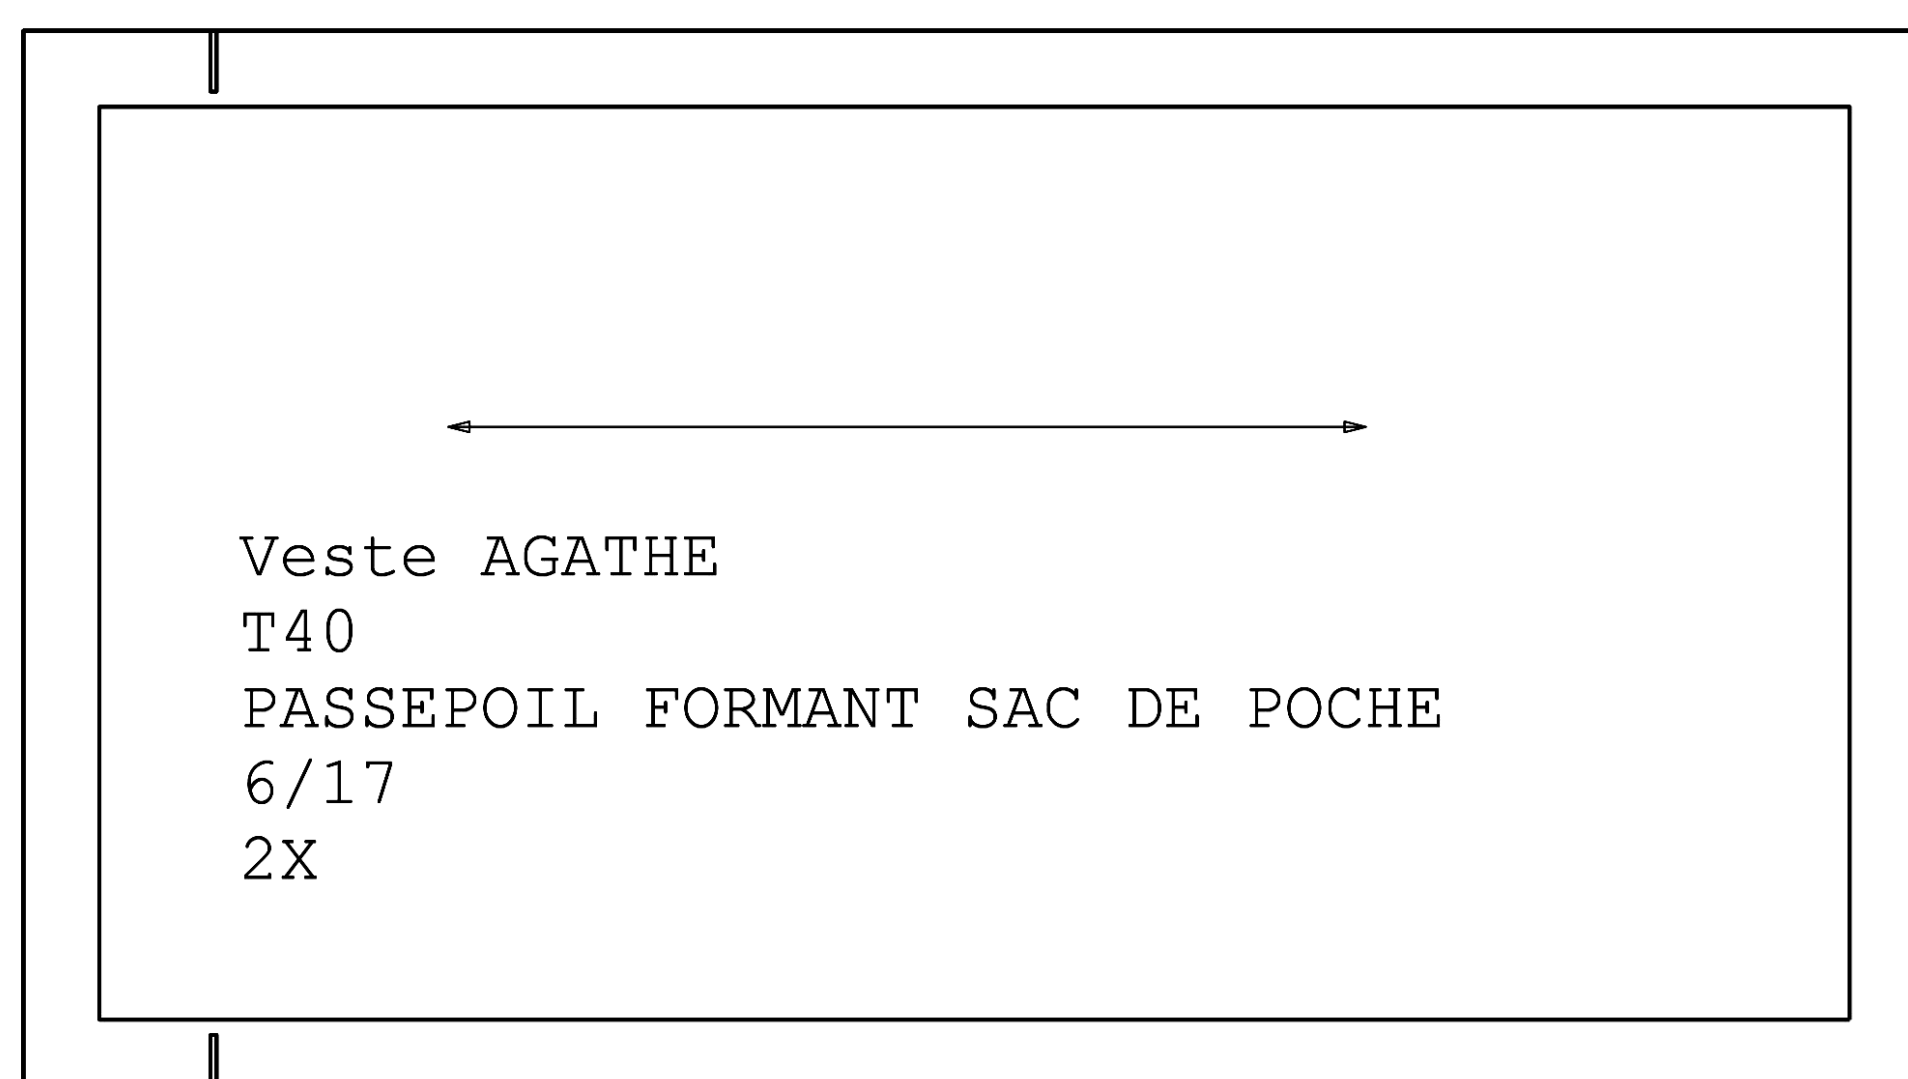 Veste AGATHE
T40
PASSEPOIL FORMANT SAC DE POCHE
6/17
2X